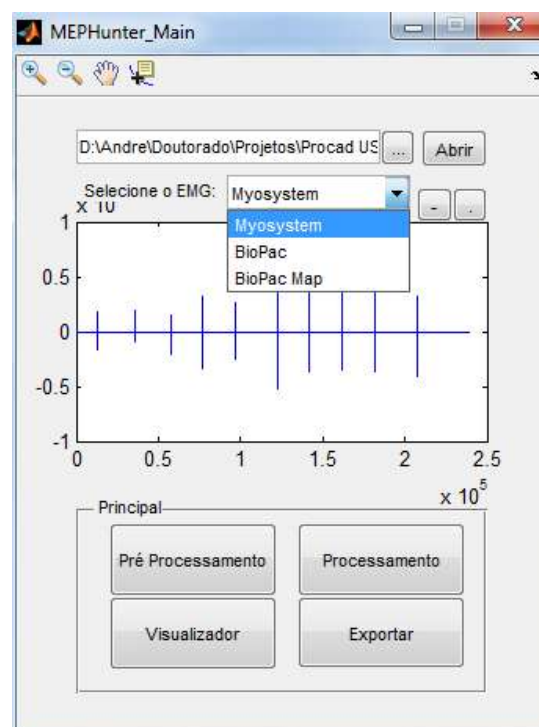 MEPHunter_Main
D:\Andre\Doutorado\Projetos\Procad US
...
Abrir
Selecione o EMG:
Myosystem
-
.
Myosystem
BioPac
BioPac Map
x 10
1
0.5
0
-0.5
-1
0 0.5 1 1.5 2 2.5
x 10^5
Principal
Pré Processamento Processamento
Visualizador Exportar